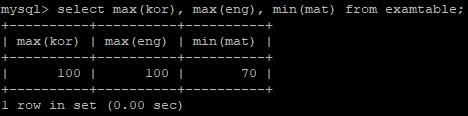 mysql> select max(kor), max(eng), min(mat) from examtable;
+----------+----------+----------+
| max(kor) | max(eng) | min(mat) |
+----------+----------+----------+
|      100 |      100 |       70 |
+----------+----------+----------+
1 row in set (0.00 sec)